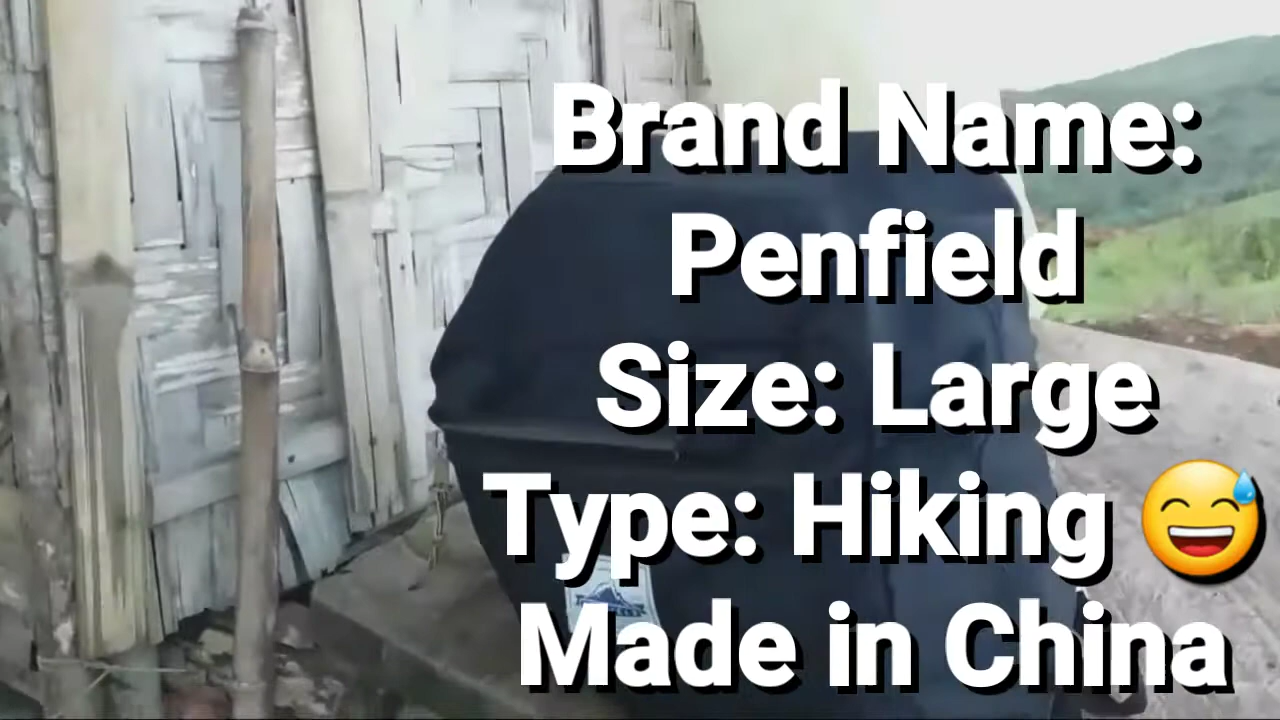 Brand Name:
Penfield
Size: Large
Type: Hiking 😅
Made in China